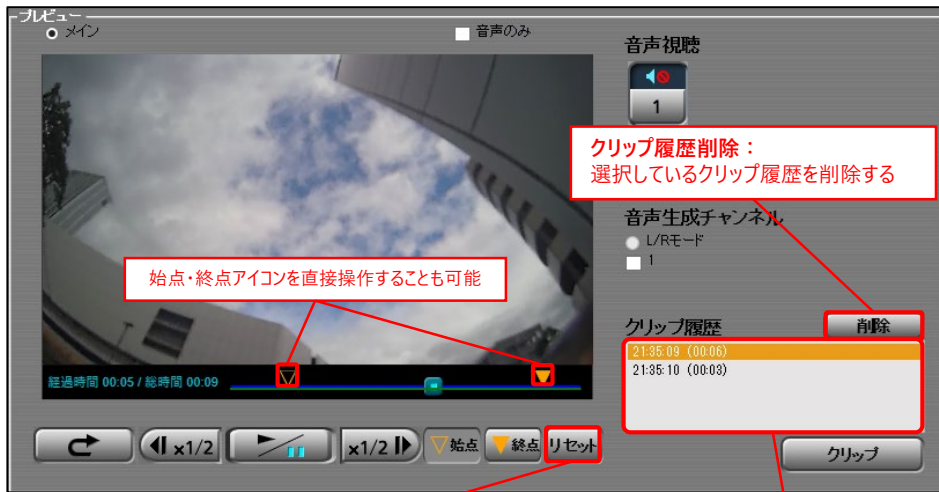 プレビュー
メイン
音声のみ
音声視聴
1
クリップ履歴削除：
選択しているクリップ履歴を削除する
音声生成チャンネル
L/Rモード
1
始点・終点アイコンを直接操作することも可能
クリップ履歴
削除
21:35:09 (00:06)
21:35:10 (00:03)
経過時間 00:05 / 総時間 00:09
x1/2
x1/2
始点
終点
リセット
クリップ